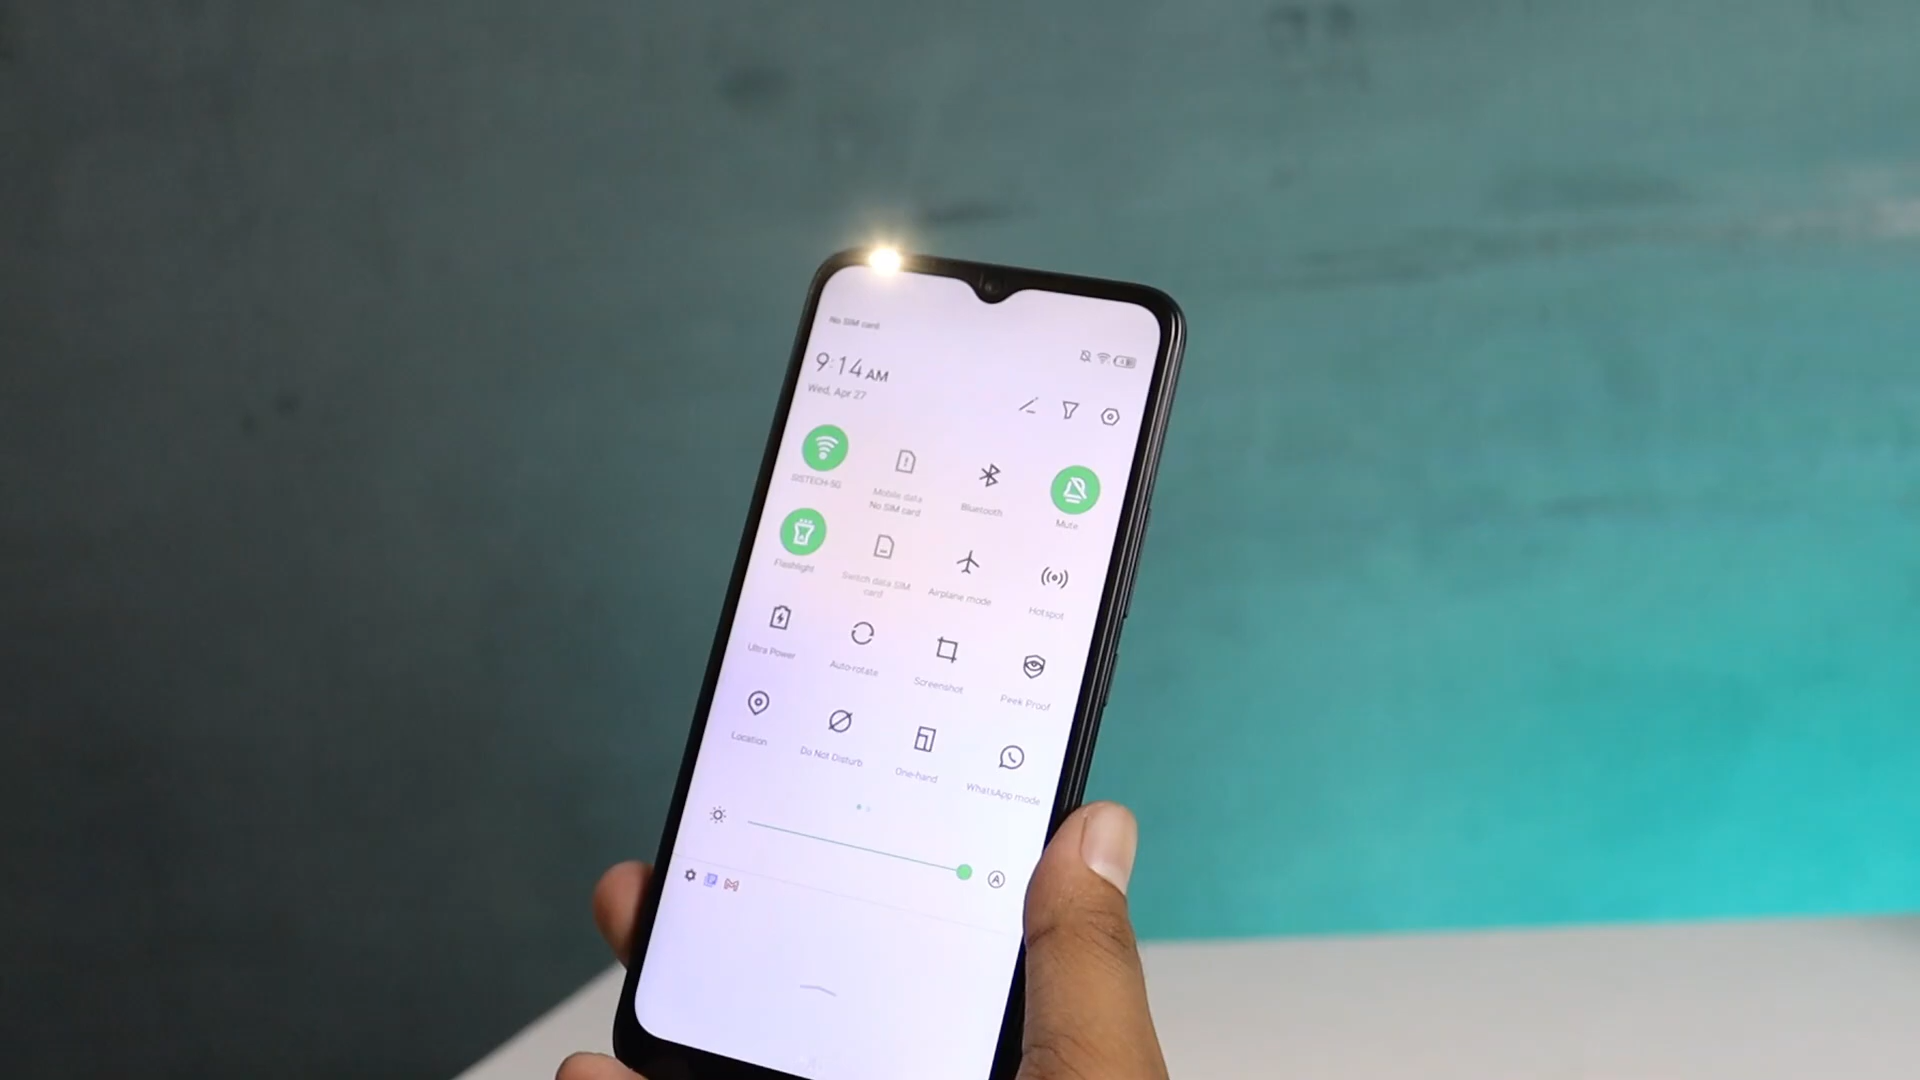 No SIM card
9:14 AM
Wed, Apr 27
SISTECH-5G
Mobile data
No SIM card
Bluetooth
Mute
Flashlight
Switch data SIM
card
Airplane mode
Hotspot
Ultra Power
Auto-rotate
Screenshot
Peek Proof
Location
Do Not Disturb
One-hand
WhatsApp mode
A